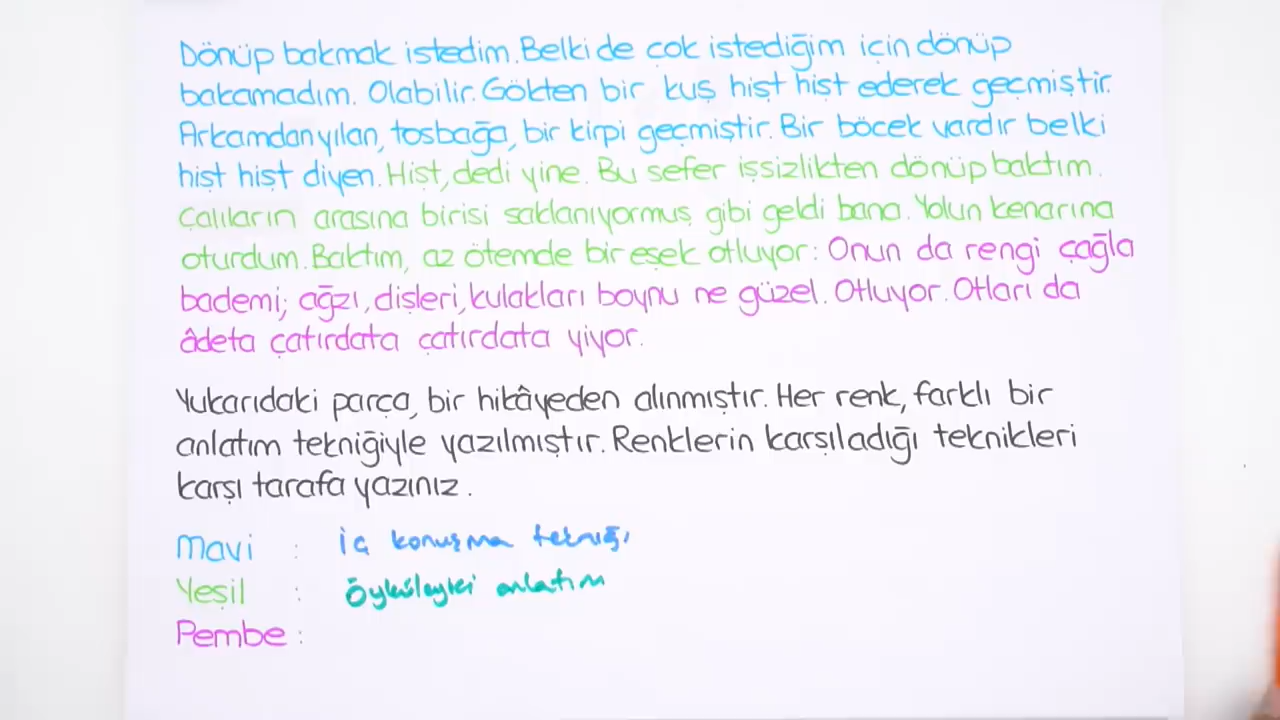 Dönüp bakmak istedim. Belki de çok istediğim için dönüp
bakamadım. Olabilir. Gökten bir kuş hişt hişt ederek geçmiştir.
Arkamdan yılan, tosbağa, bir kirpi geçmiştir. Bir böcek vardır belki
hişt hişt diyen. Hişt, dedi yine. Bu sefer işsizlikten dönüp baktım.
Çalıların arasına birisi saklanıyormuş gibi geldi bana. Yolun kenarına
oturdum. Baktım, az ötemde bir eşek otluyor: Onun da rengi çağla
bademi; ağzı, dişleri, kulakları boynu ne güzel. Otluyor. Otları da
âdeta çatırdata çatırdata yiyor.
Yukarıdaki parça, bir hikâyeden alınmıştır. Her renk, farklı bir
anlatım tekniğiyle yazılmıştır. Renklerin karşıladığı teknikleri
karşı tarafa yazınız.
Mavi : İç konuşma tekniği
Yeşil : Öyküleyici anlatım
Pembe :